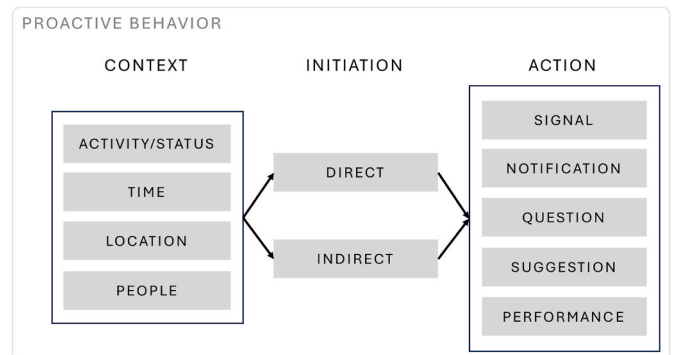 PROACTIVE BEHAVIOR
CONTEXT
ACTIVITY/STATUS
TIME
LOCATION
PEOPLE
INITIATION
DIRECT
INDIRECT
ACTION
SIGNAL
NOTIFICATION
QUESTION
SUGGESTION
PERFORMANCE